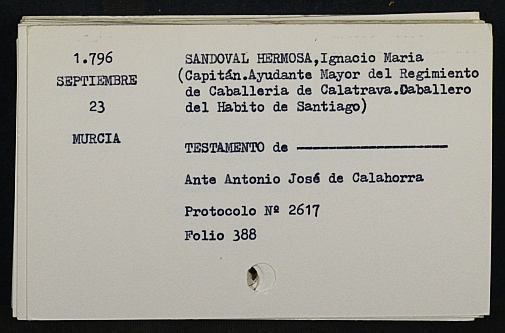 1.796
SEPTIEMBRE
23
MURCIA
SANDOVAL HERMOSA,Ignacio Maria
(Capitán.Ayudante Mayor del Regimiento
de Caballeria de Calatrava.Caballero
del Habito de Santiago)
TESTAMENTO de ————————————————
Ante Antonio José de Calahorra
Protocolo Nº 2617
Folio 388